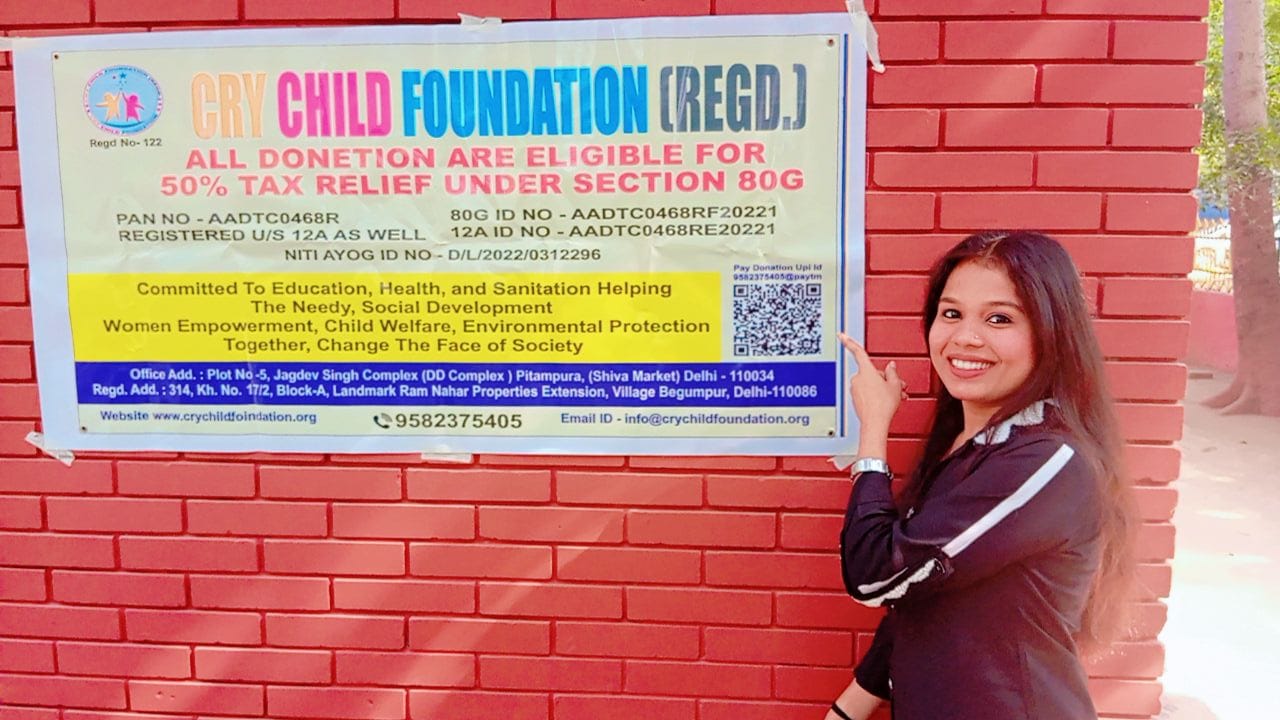 CRY CHILD FOUNDATION (REGD.)
Regd No- 122
ALL DONETION ARE ELIGIBLE FOR
50% TAX RELIEF UNDER SECTION 80G
PAN NO - AADTC0468R
80G ID NO - AADTC0468RF20221
REGISTERED U/S 12A AS WELL
12A ID NO - AADTC0468RE20221
NITI AYOG ID NO - D/L/2022/0312296
Pay Donation Upi Id
9582375405@paytm
Committed To Education, Health, and Sanitation Helping
The Needy, Social Development
Women Empowerment, Child Welfare, Environmental Protection
Together, Change The Face of Society
Office Add. : Plot No -5, Jagdev Singh Complex (DD Complex ) Pitampura, (Shiva Market) Delhi - 110034
Regd. Add. : 314, Kh. No. 17/2, Block-A, Landmark Ram Nahar Properties Extension, Village Begumpur, Delhi-110086
Website www.crychildfoindation.org
9582375405
Email ID - info@crychildfoundation.org